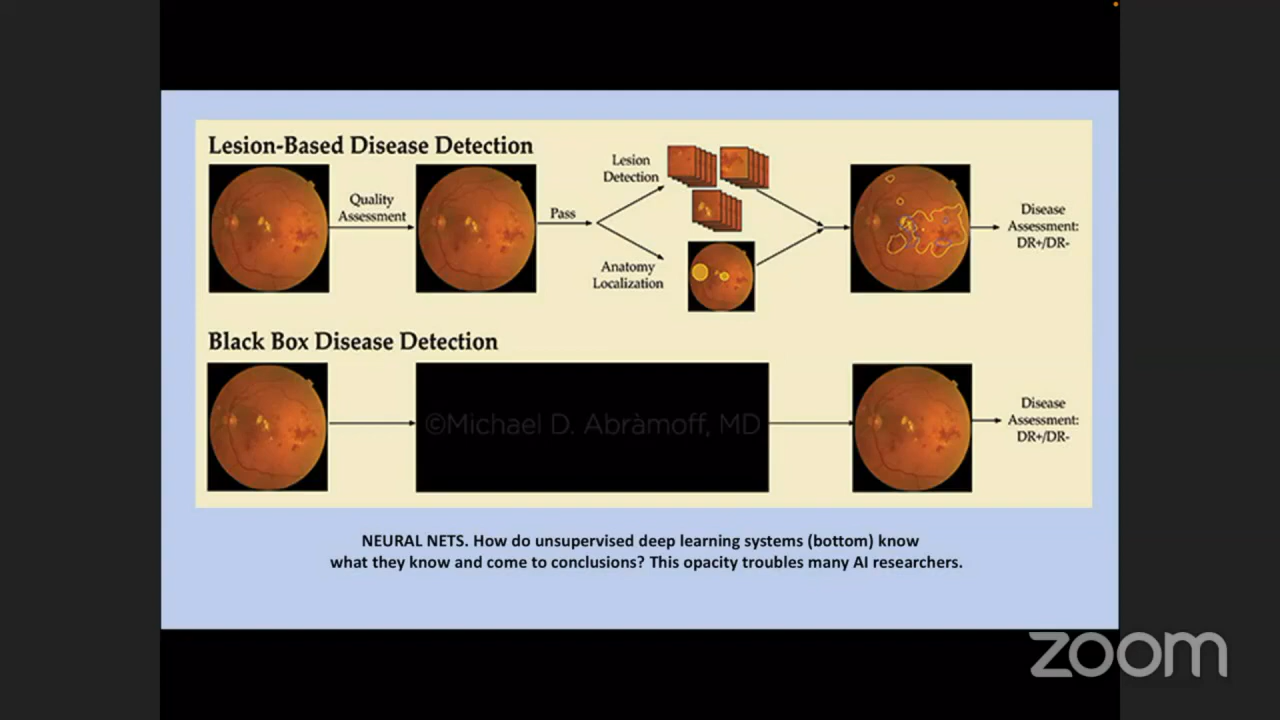 Lesion-Based Disease Detection
Quality
Assessment
Pass
Lesion
Detection
Anatomy
Localization
Disease
Assessment:
DR+/DR-
Black Box Disease Detection
©Michael D. Abràmoff, MD
Disease
Assessment:
DR+/DR-
NEURAL NETS. How do unsupervised deep learning systems (bottom) know
what they know and come to conclusions? This opacity troubles many AI researchers.
zoom